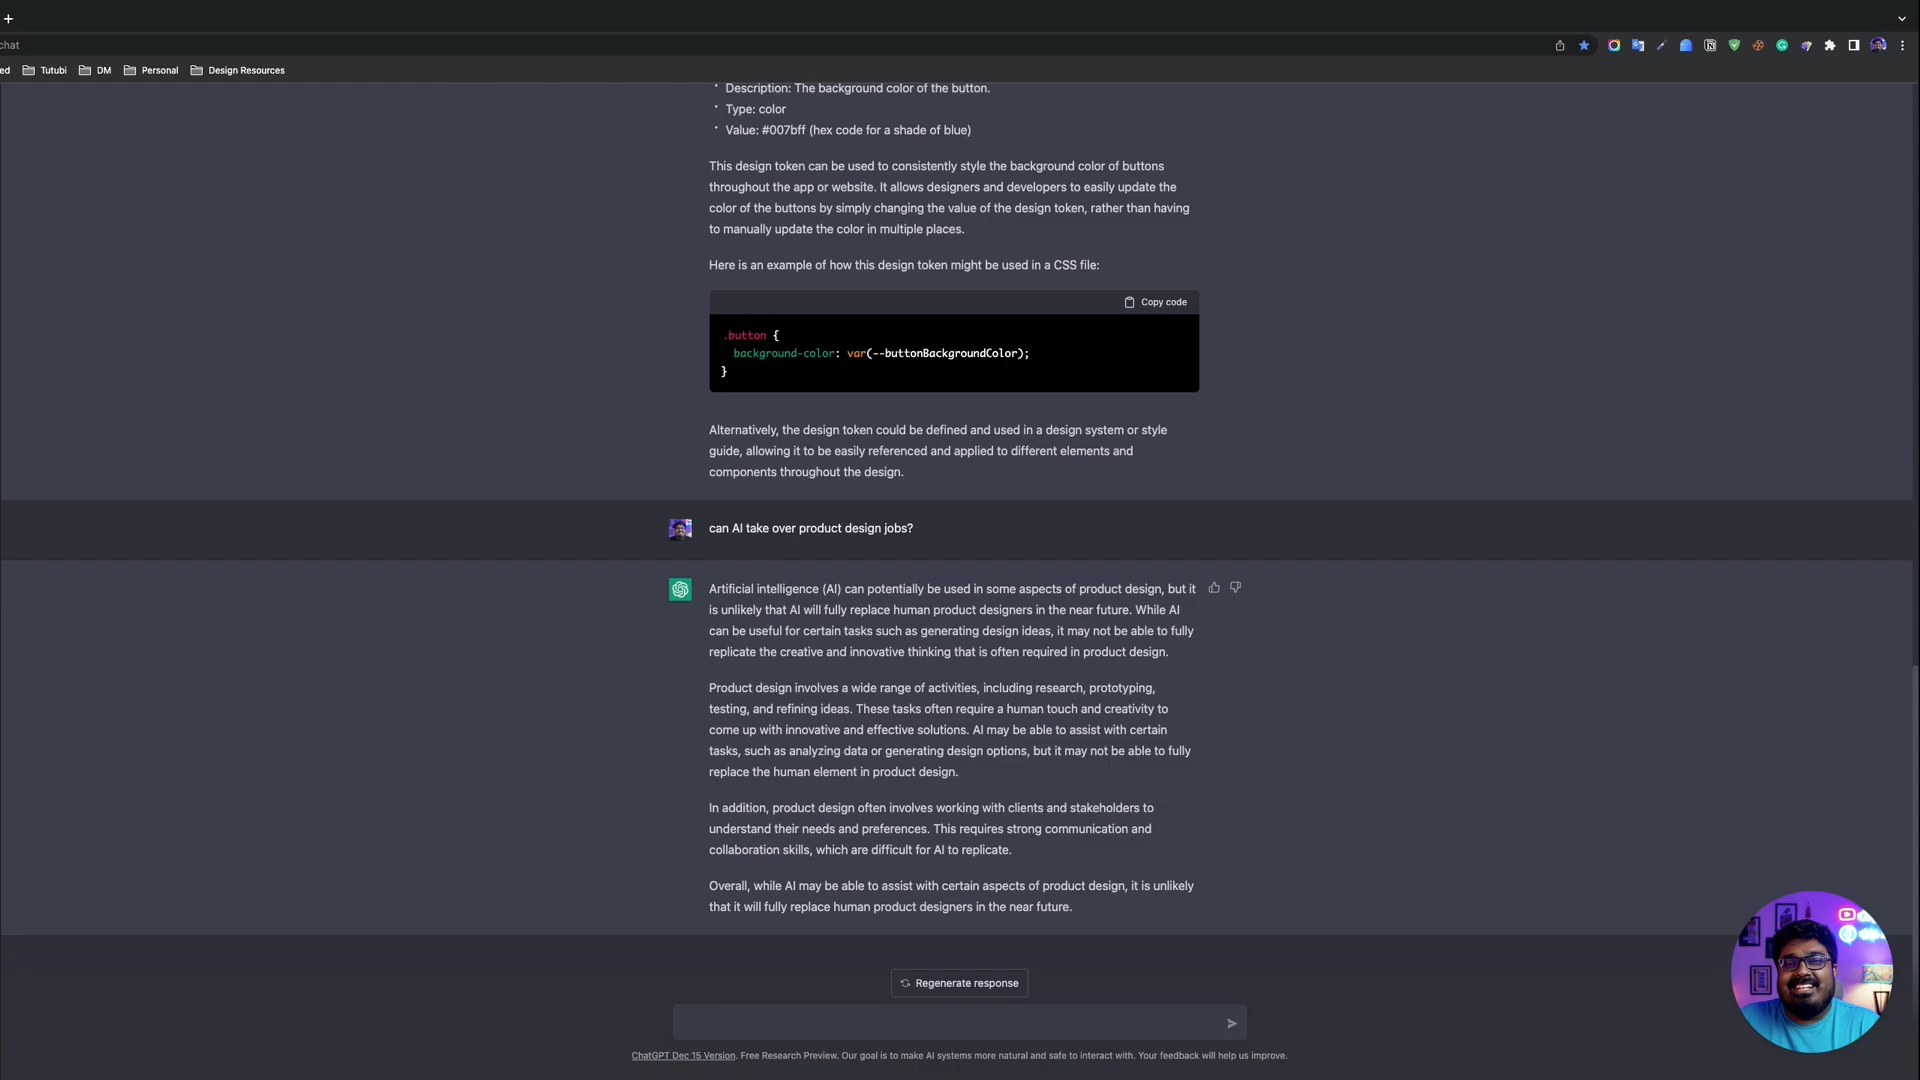 chat
ed
Tutubi
DM
Personal
Design Resources
• Description: The background color of the button.
• Type: color
• Value: #007bff (hex code for a shade of blue)
This design token can be used to consistently style the background color of buttons
throughout the app or website. It allows designers and developers to easily update the
color of the buttons by simply changing the value of the design token, rather than having
to manually update the color in multiple places.
Here is an example of how this design token might be used in a CSS file:
Copy code
.button {
background-color: var(--buttonBackgroundColor);
}
Alternatively, the design token could be defined and used in a design system or style
guide, allowing it to be easily referenced and applied to different elements and
components throughout the design.
can AI take over product design jobs?
Artificial intelligence (AI) can potentially be used in some aspects of product design, but it
is unlikely that AI will fully replace human product designers in the near future. While AI
can be useful for certain tasks such as generating design ideas, it may not be able to fully
replicate the creative and innovative thinking that is often required in product design.
Product design involves a wide range of activities, including research, prototyping,
testing, and refining ideas. These tasks often require a human touch and creativity to
come up with innovative and effective solutions. AI may be able to assist with certain
tasks, such as analyzing data or generating design options, but it may not be able to fully
replace the human element in product design.
In addition, product design often involves working with clients and stakeholders to
understand their needs and preferences. This requires strong communication and
collaboration skills, which are difficult for AI to replicate.
Overall, while AI may be able to assist with certain aspects of product design, it is unlikely
that it will fully replace human product designers in the near future.
Regenerate response
ChatGPT Dec 15 Version. Free Research Preview. Our goal is to make AI systems more natural and safe to interact with. Your feedback will help us improve.